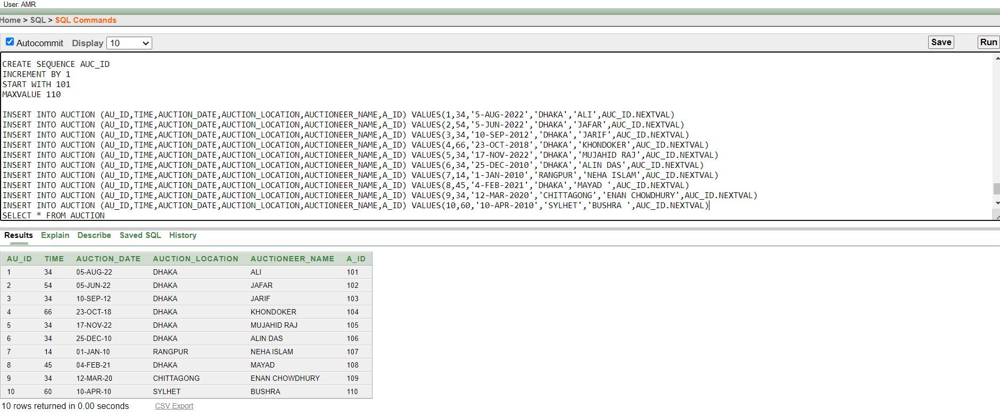 User: AMR
Home > SQL > SQL Commands
Autocommit Display 10 Save Run
CREATE SEQUENCE AUC_ID
INCREMENT BY 1
START WITH 101
MAXVALUE 110
INSERT INTO AUCTION (AU_ID,TIME,AUCTION_DATE,AUCTION_LOCATION,AUCTIONEER_NAME,A_ID) VALUES(1,34,'5-AUG-2022','DHAKA','ALI',AUC_ID.NEXTVAL)
INSERT INTO AUCTION (AU_ID,TIME,AUCTION_DATE,AUCTION_LOCATION,AUCTIONEER_NAME,A_ID) VALUES(2,54,'5-JUN-2022','DHAKA','JAFAR',AUC_ID.NEXTVAL)
INSERT INTO AUCTION (AU_ID,TIME,AUCTION_DATE,AUCTION_LOCATION,AUCTIONEER_NAME,A_ID) VALUES(3,34,'10-SEP-2012','DHAKA','JARIF',AUC_ID.NEXTVAL)
INSERT INTO AUCTION (AU_ID,TIME,AUCTION_DATE,AUCTION_LOCATION,AUCTIONEER_NAME,A_ID) VALUES(4,66,'23-OCT-2018','DHAKA','KHONDOKER',AUC_ID.NEXTVAL)
INSERT INTO AUCTION (AU_ID,TIME,AUCTION_DATE,AUCTION_LOCATION,AUCTIONEER_NAME,A_ID) VALUES(5,34,'17-NOV-2022','DHAKA','MUJAHID RAJ',AUC_ID.NEXTVAL)
INSERT INTO AUCTION (AU_ID,TIME,AUCTION_DATE,AUCTION_LOCATION,AUCTIONEER_NAME,A_ID) VALUES(6,34,'25-DEC-2010','DHAKA','ALIN DAS',AUC_ID.NEXTVAL)
INSERT INTO AUCTION (AU_ID,TIME,AUCTION_DATE,AUCTION_LOCATION,AUCTIONEER_NAME,A_ID) VALUES(7,14,'1-JAN-2010','RANGPUR','NEHA ISLAM',AUC_ID.NEXTVAL)
INSERT INTO AUCTION (AU_ID,TIME,AUCTION_DATE,AUCTION_LOCATION,AUCTIONEER_NAME,A_ID) VALUES(8,45,'4-FEB-2021','DHAKA','MAYAD ',AUC_ID.NEXTVAL)
INSERT INTO AUCTION (AU_ID,TIME,AUCTION_DATE,AUCTION_LOCATION,AUCTIONEER_NAME,A_ID) VALUES(9,34,'12-MAR-2020','CHITTAGONG','ENAN CHOWDHURY',AUC_ID.NEXTVAL)
INSERT INTO AUCTION (AU_ID,TIME,AUCTION_DATE,AUCTION_LOCATION,AUCTIONEER_NAME,A_ID) VALUES(10,60,'10-APR-2010','SYLHET','BUSHRA ',AUC_ID.NEXTVAL)
SELECT * FROM AUCTION
Results Explain Describe Saved SQL History
AU_ID TIME AUCTION_DATE AUCTION_LOCATION AUCTIONEER_NAME A_ID
1 34 05-AUG-22 DHAKA ALI 101
2 54 05-JUN-22 DHAKA JAFAR 102
3 34 10-SEP-12 DHAKA JARIF 103
4 66 23-OCT-18 DHAKA KHONDOKER 104
5 34 17-NOV-22 DHAKA MUJAHID RAJ 105
6 34 25-DEC-10 DHAKA ALIN DAS 106
7 14 01-JAN-10 RANGPUR NEHA ISLAM 107
8 45 04-FEB-21 DHAKA MAYAD 108
9 34 12-MAR-20 CHITTAGONG ENAN CHOWDHURY 109
10 60 10-APR-10 SYLHET BUSHRA 110
10 rows returned in 0.00 seconds CSV Export